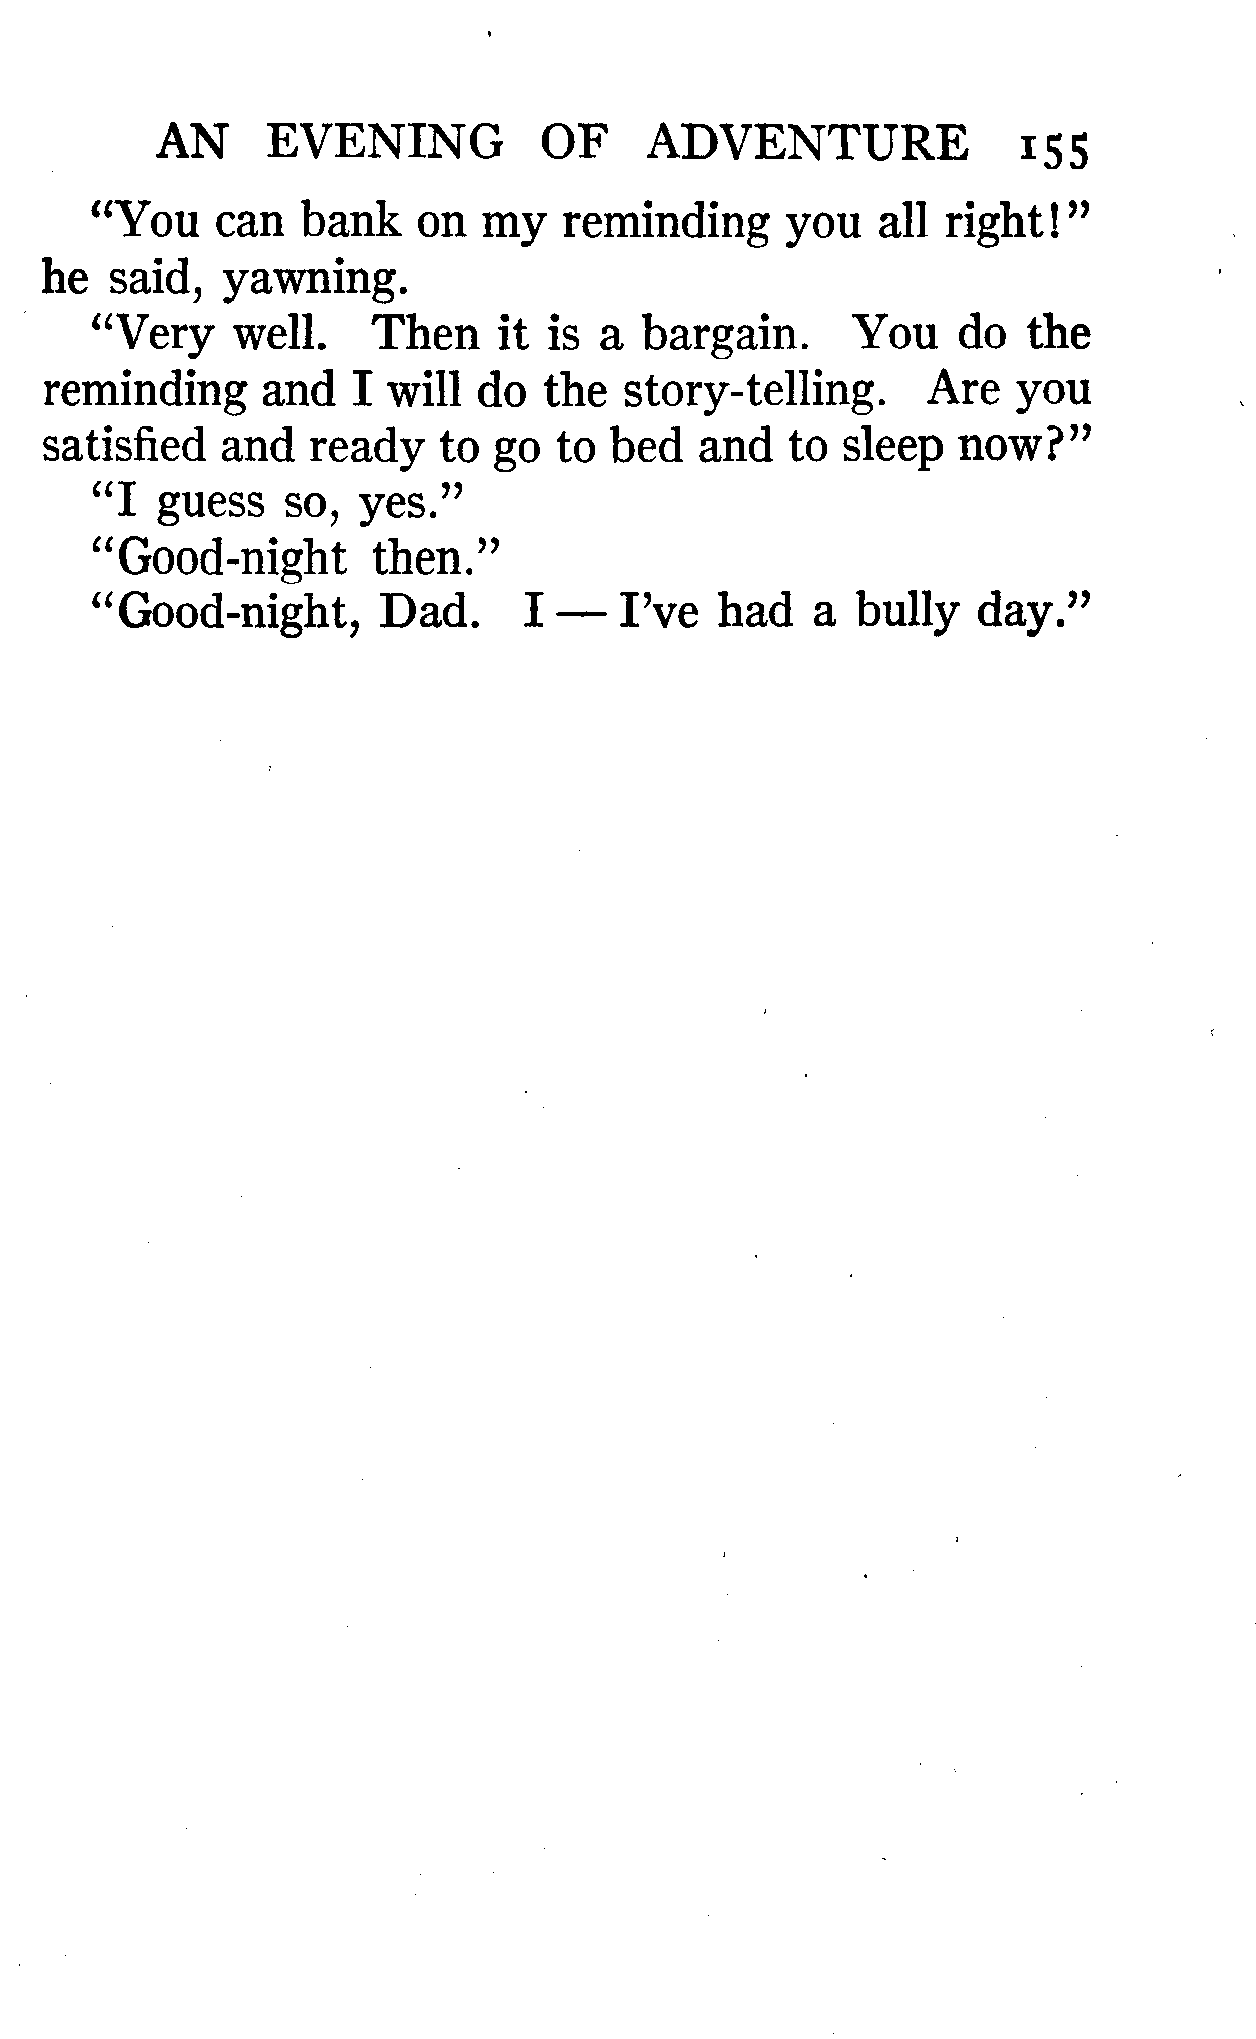 AN EVENING OF ADVENTURE 155
“You can bank on my reminding you all right!”
he said, yawning.
“Very well. Then it is a bargain. You do the
reminding and I will do the story-telling. Are you
satisfied and ready to go to bed and to sleep now?”
“I guess so, yes.”
“Good-night then.”
“Good-night, Dad. I — I’ve had a bully day.”